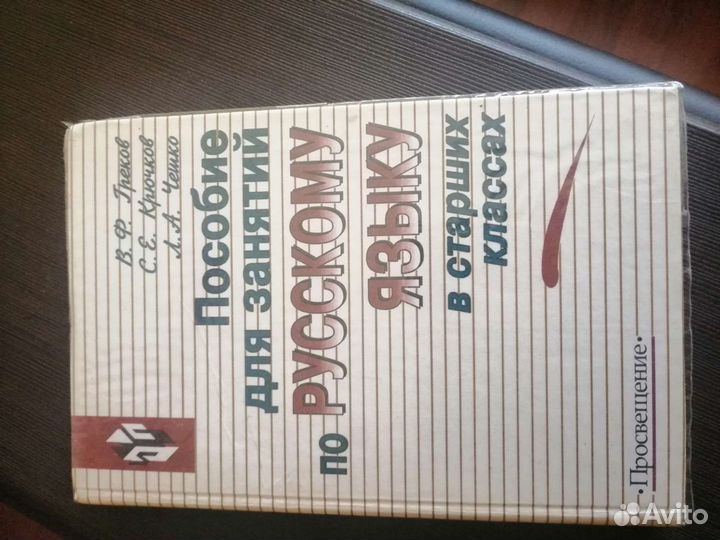 В. Ф. Греков
С. Е. Крючков
Л. А. Чешко
Пособие
для занятий
по РУССКОМУ
ЯЗЫКУ
в старших
классах
•Просвещение•
Avito